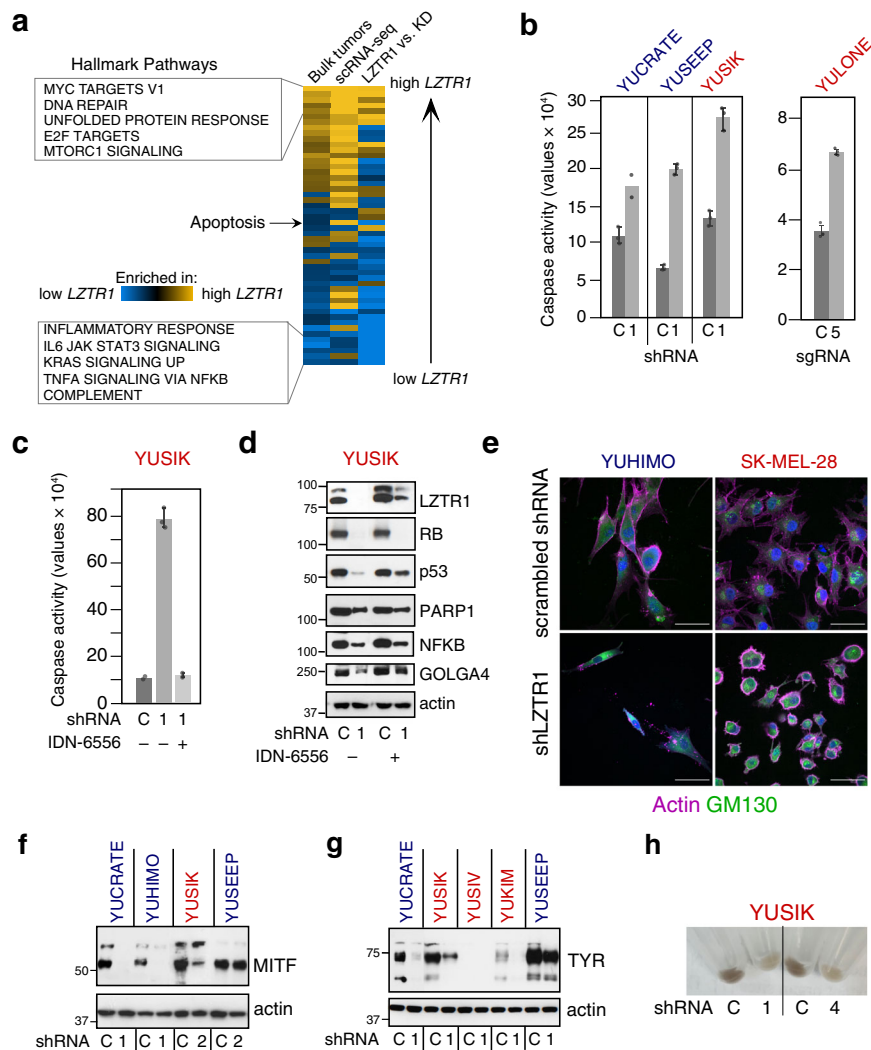 a
Hallmark Pathways
Bulk tumors
scRNA-seq
LZTR1 vs. KD
MYC TARGETS V1
DNA REPAIR
UNFOLDED PROTEIN RESPONSE
E2F TARGETS
MTORC1 SIGNALING
high LZTR1
Apoptosis
Enriched in:
low LZTR1
high LZTR1
INFLAMMATORY RESPONSE
IL6 JAK STAT3 SIGNALING
KRAS SIGNALING UP
TNFA SIGNALING VIA NFKB
COMPLEMENT
low LZTR1
b
YUCRATE
YUSEEP
YUSIK
YULONE
Caspase activity (values × 10⁴)
30
25
20
15
10
5
0
C 1 C 1 C 1
shRNA
8
6
4
2
0
C 5
sgRNA
c
YUSIK
Caspase activity (values × 10⁴)
80
60
40
20
0
shRNA C 1 1
IDN-6556 – – +
d
YUSIK
100
75
LZTR1
100
RB
50
p53
100
PARP1
100
NFKB
250
GOLGA4
37
actin
shRNA C 1 C 1
IDN-6556 – +
e
YUHIMO SK-MEL-28
scrambled shRNA
shLZTR1
Actin GM130
f
YUCRATE
YUHIMO
YUSIK
YUSEEP
50
MITF
37
actin
shRNA C 1 C 1 C 2 C 2
g
YUCRATE
YUSIK
YUSIV
YUKIM
YUSEEP
75
TYR
37
actin
shRNA C 1 C 1 C 1 C 1 C 1
h
YUSIK
shRNA C 1 C 4